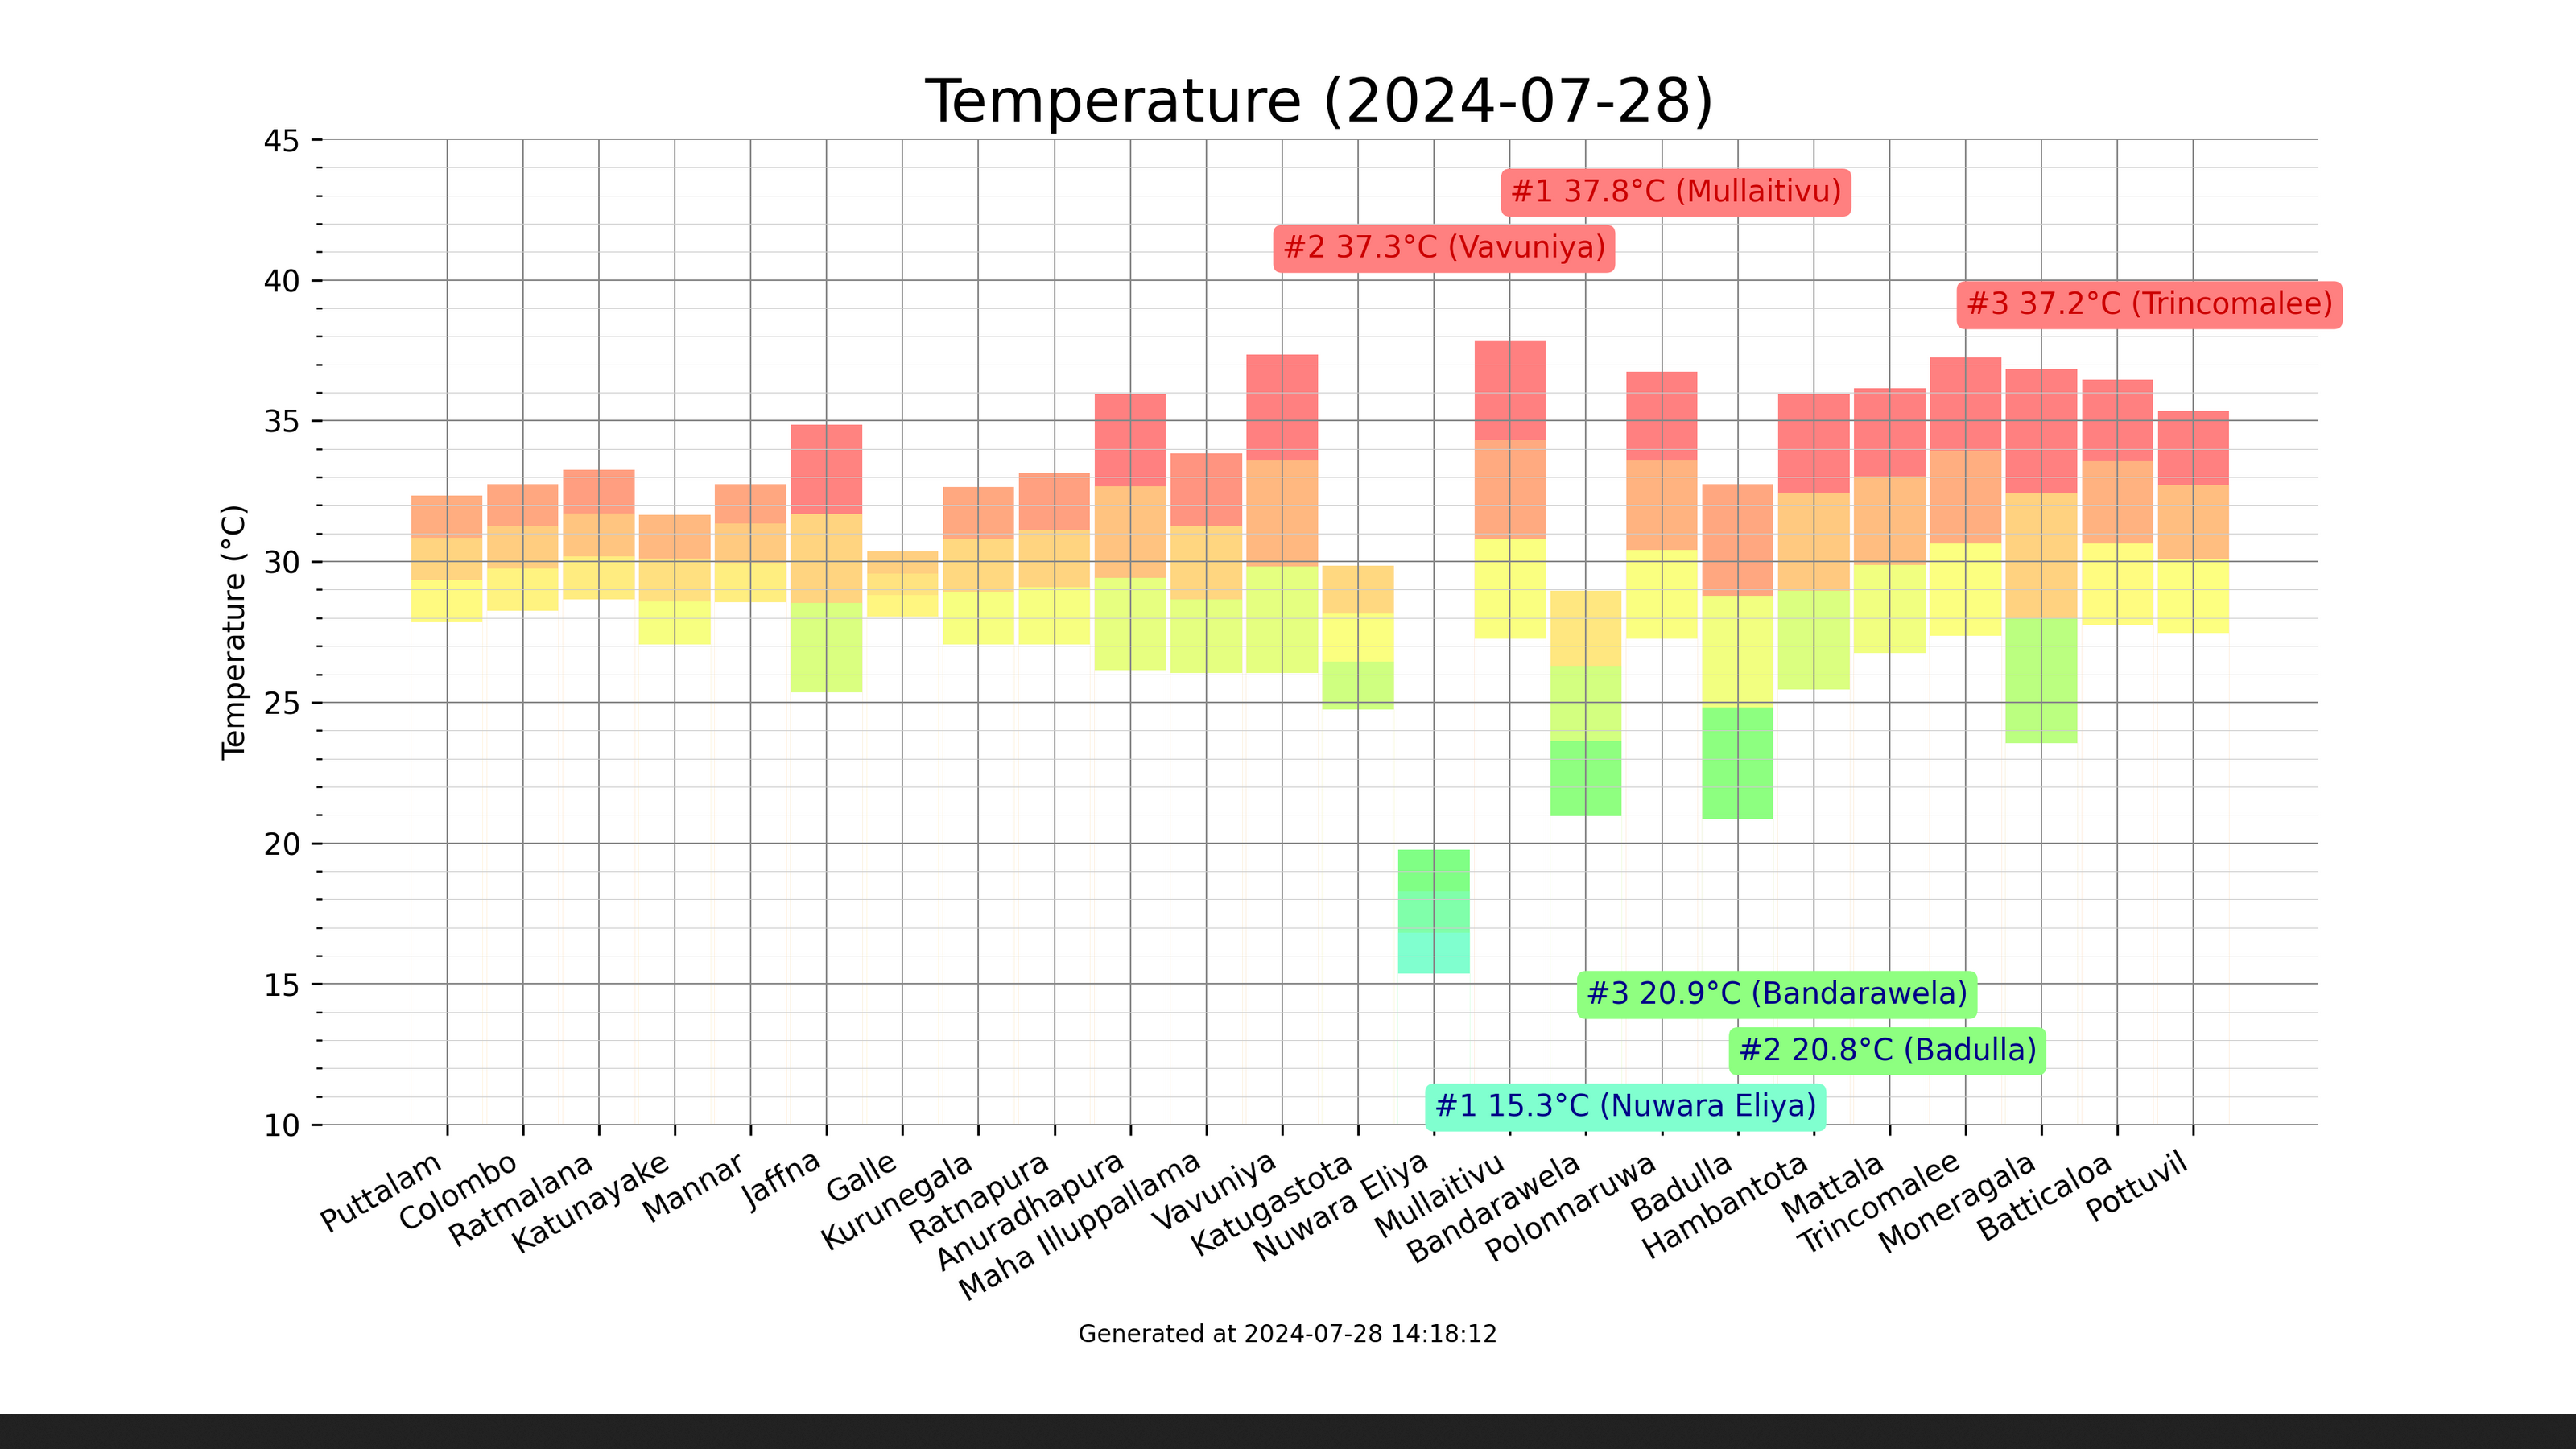 Temperature (2024-07-28)
45
#1 37.8°C (Mullaitivu)
#2 37.3°C (Vavuniya)
40
#3 37.2°C (Trincomalee)
35
30
Temperature (°C)
25
20
15
#3 20.9°C (Bandarawela)
#2 20.8°C (Badulla)
#1 15.3°C (Nuwara Eliya)
10
Puttalam
Colombo
Ratmalana
Katunayake
Mannar
Jaffna
Galle
Kurunegala
Ratnapura
Anuradhapura
Maha Illuppallama
Vavuniya
Katugastota
Nuwara Eliya
Mullaitivu
Bandarawela
Polonnaruwa
Badulla
Hambantota
Mattala
Trincomalee
Moneragala
Batticaloa
Pottuvil
Generated at 2024-07-28 14:18:12